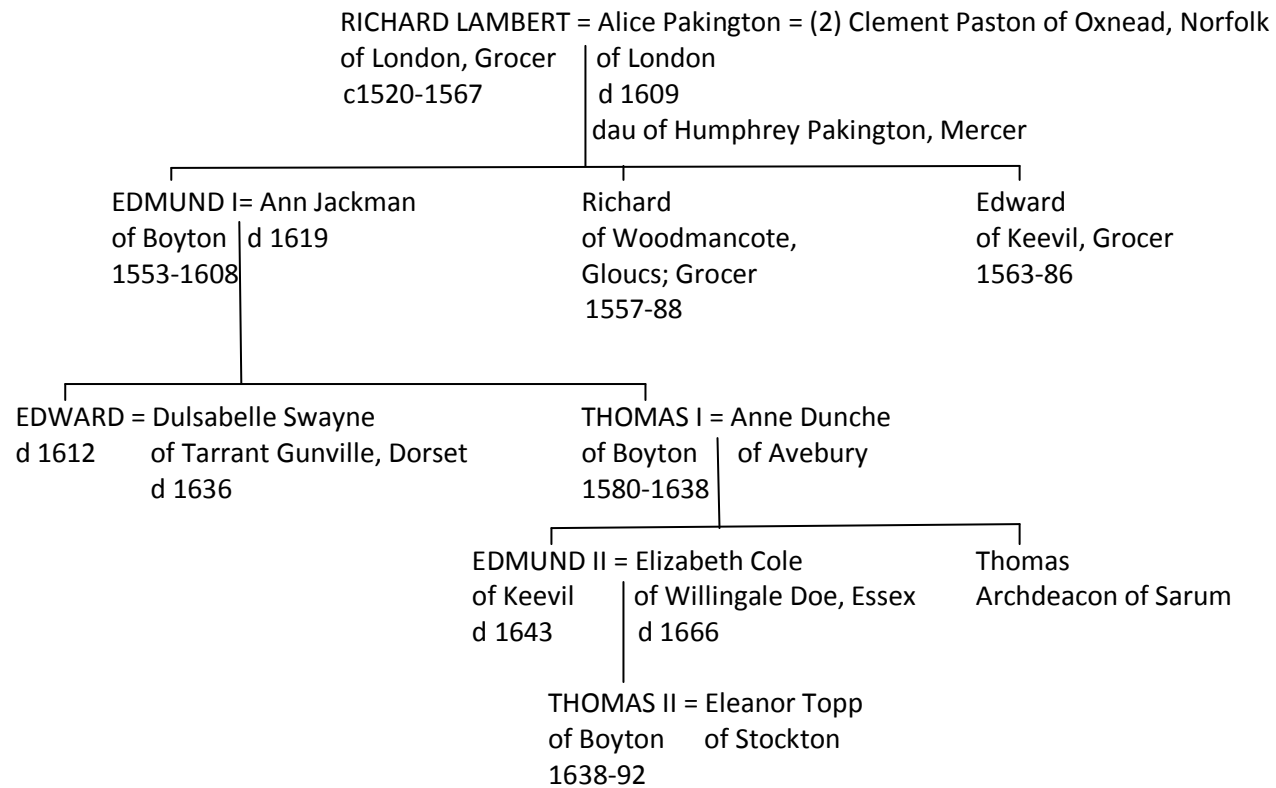 RICHARD LAMBERT = Alice Pakington = (2) Clement Paston of Oxnead, Norfolk
of London, Grocer of London
c1520-1567 d 1609
dau of Humphrey Pakington, Mercer
EDMUND I= Ann Jackman Richard Edward
of Boyton d 1619 of Woodmancote, of Keevil, Grocer
1553-1608 Gloucs; Grocer 1563-86
1557-88
EDWARD = Dulsabelle Swayne THOMAS I = Anne Dunche
d 1612 of Tarrant Gunville, Dorset of Boyton of Avebury
d 1636 1580-1638
EDMUND II = Elizabeth Cole Thomas
of Keevil of Willingale Doe, Essex Archdeacon of Sarum
d 1643 d 1666
THOMAS II = Eleanor Topp
of Boyton of Stockton
1638-92